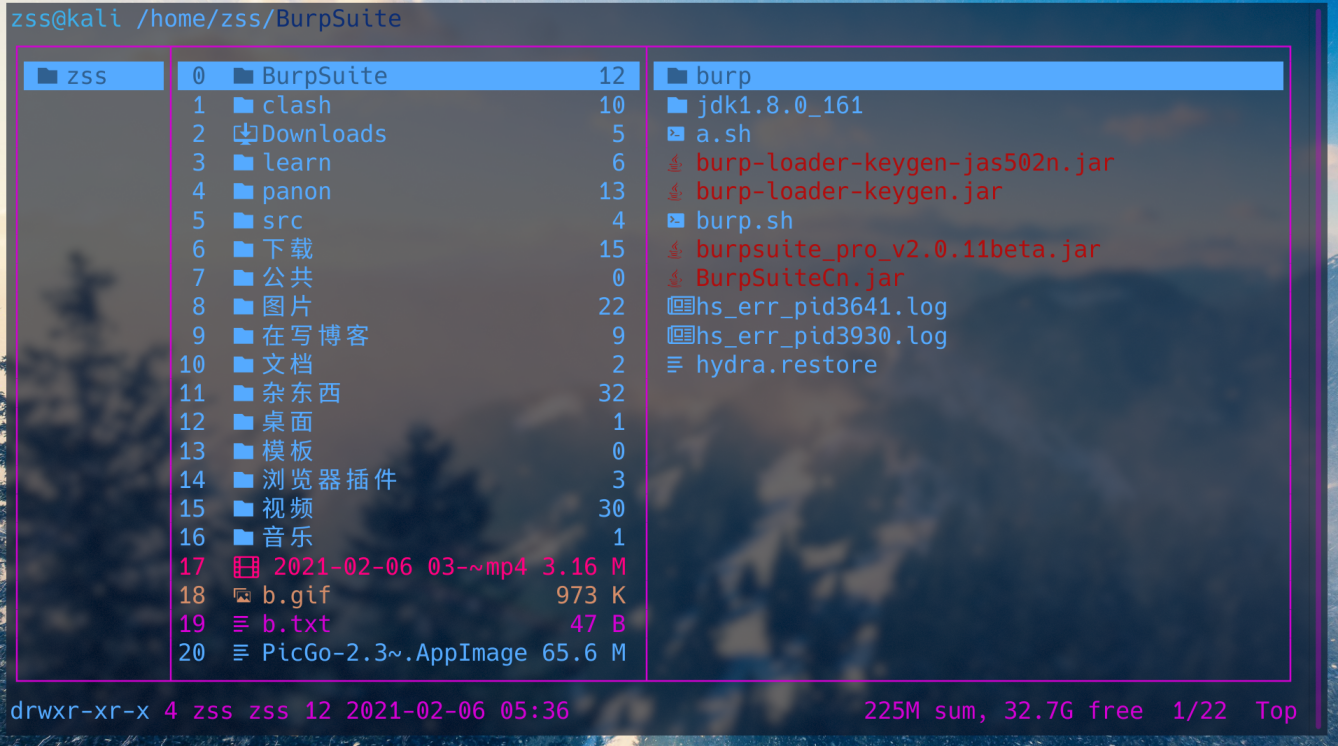 zss@kali /home/zss/BurpSuite
zss 0 BurpSuite 12 burp
1 clash 10 jdk1.8.0_161
2 Downloads 5 a.sh
3 learn 6 burp-loader-keygen-jas502n.jar
4 panon 13 burp-loader-keygen.jar
5 src 4 burp.sh
6 下载 15 burpsuite_pro_v2.0.11beta.jar
7 公共 0 BurpSuiteCn.jar
8 图片 22 hs_err_pid3641.log
9 在写博客 9 hs_err_pid3930.log
10 文档 2 hydra.restore
11 杂东西 32
12 桌面 1
13 模板 0
14 浏览器插件 3
15 视频 30
16 音乐 1
17 2021-02-06 03-~mp4 3.16 M
18 b.gif 973 K
19 b.txt 47 B
20 PicGo-2.3~.AppImage 65.6 M
drwxr-xr-x 4 zss zss 12 2021-02-06 05:36 225M sum, 32.7G free 1/22 Top